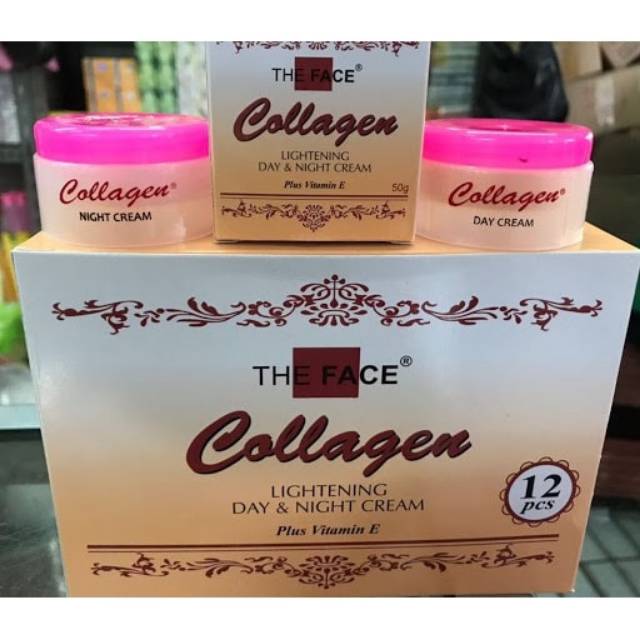 THE FACE®
Collagen
LIGHTENING
DAY & NIGHT CREAM
Plus Vitamin E
50g
Collagen®
NIGHT CREAM
Collagen®
DAY CREAM
THE FACE®
Collagen
LIGHTENING
DAY & NIGHT CREAM
Plus Vitamin E
12
pcs